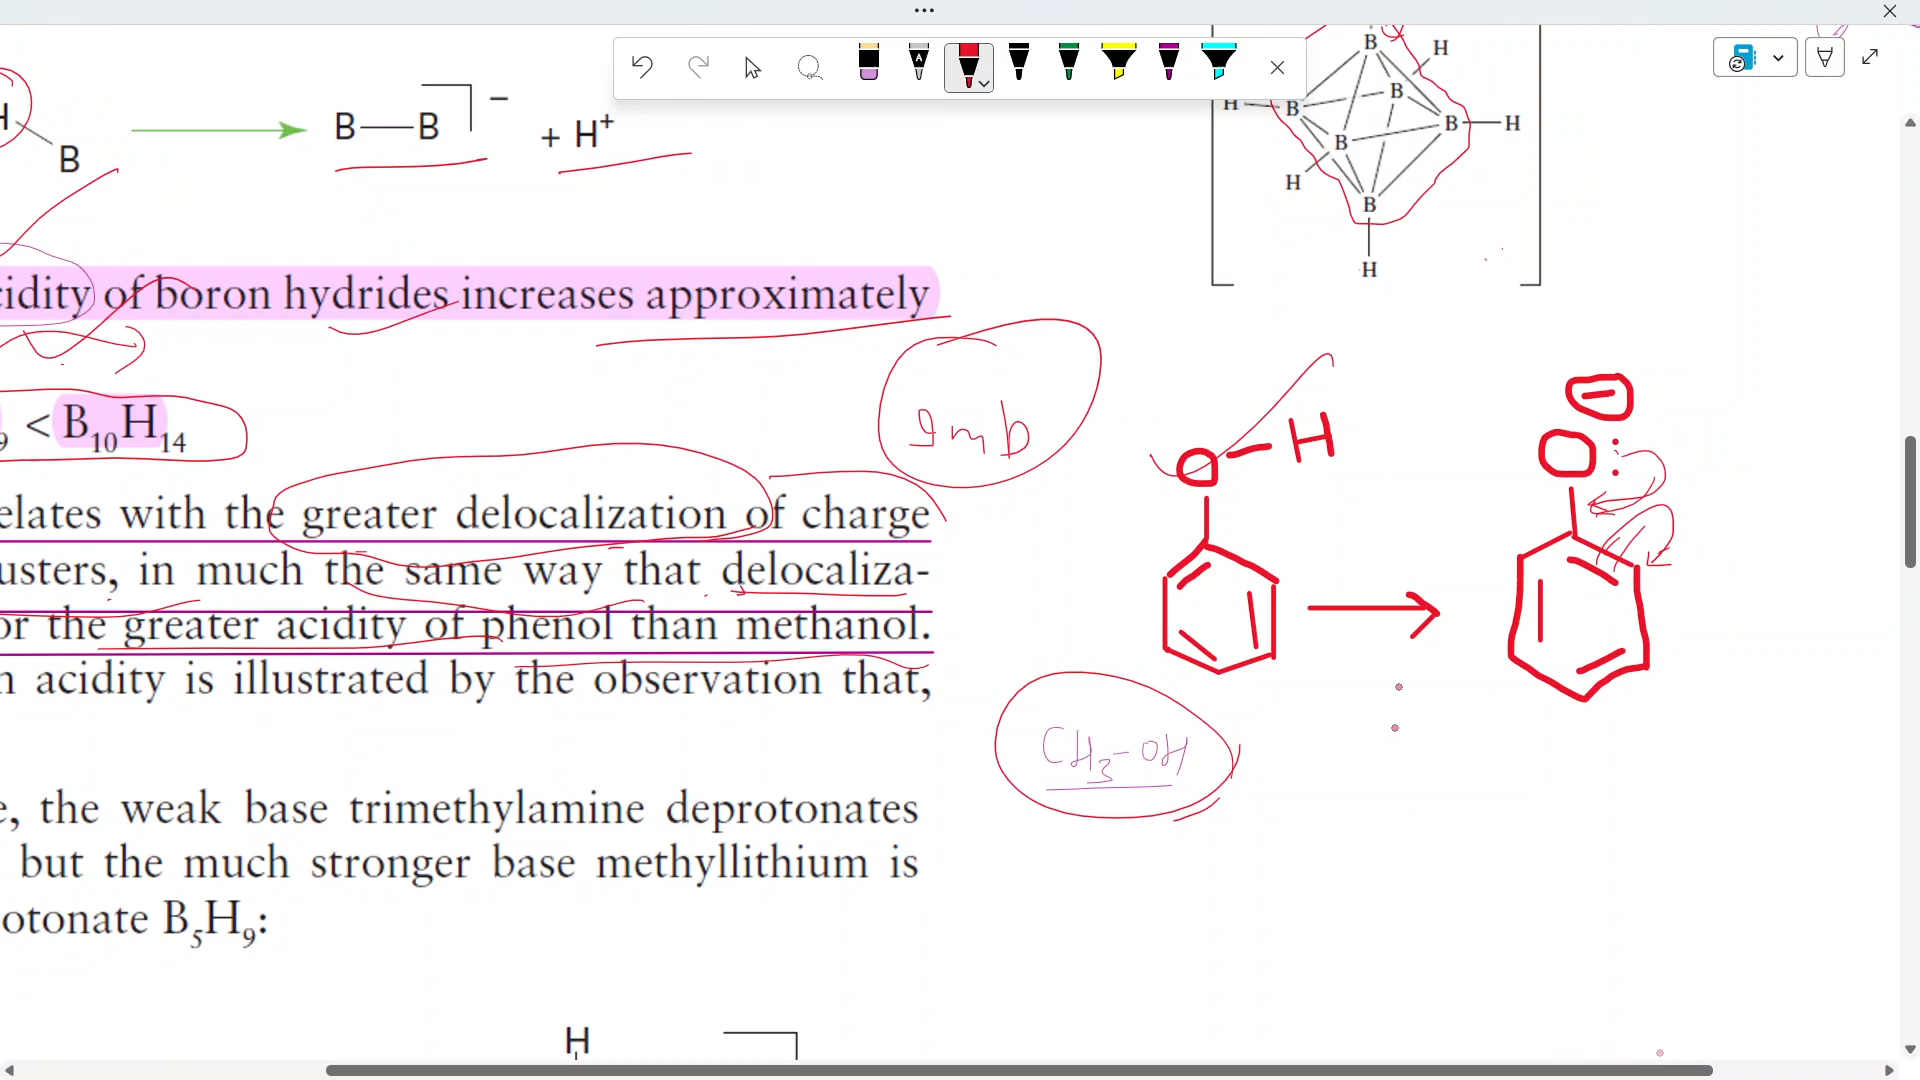 B
H
B
H
B
B
B
H
H
B
B—B
−
+ H⁺
B
B
H
H
B
H
idity of boron hydrides increases approximately
9 < B₁₀H₁₄
Imb
O–H
−
O:
elates with the greater delocalization of charge
usters, in much the same way that delocaliza-
or the greater acidity of phenol than methanol.
n acidity is illustrated by the observation that,
CH₃–OH
e, the weak base trimethylamine deprotonates
but the much stronger base methyllithium is
otonate B₅H₉:
H